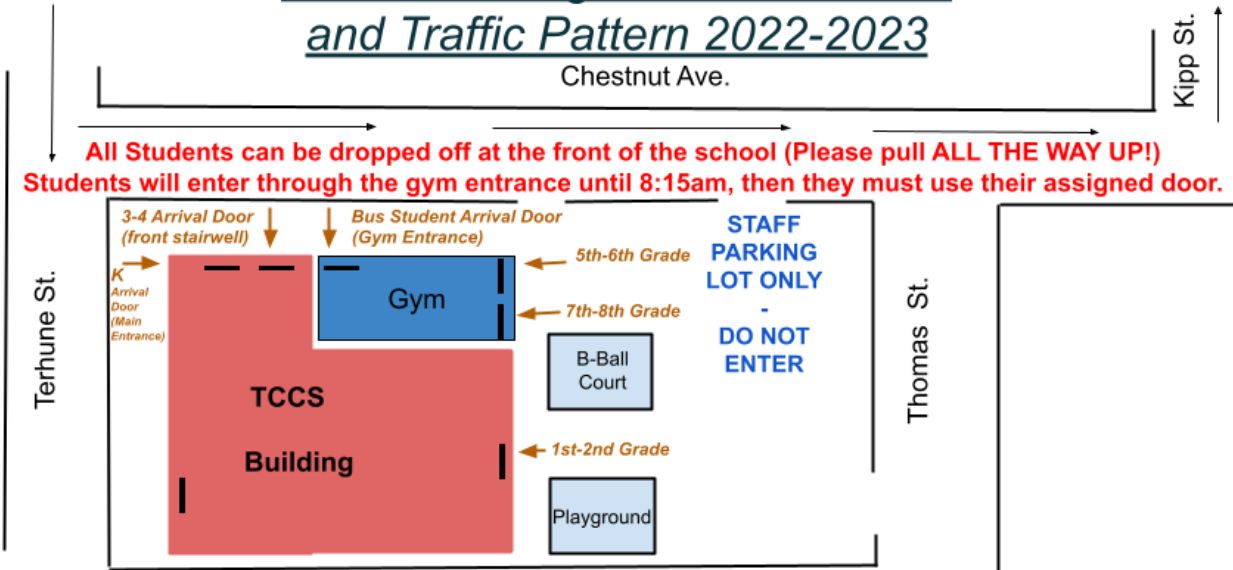 and Traffic Pattern 2022-2023
Chestnut Ave.
Kipp St.
All Students can be dropped off at the front of the school (Please pull ALL THE WAY UP!)
Students will enter through the gym entrance until 8:15am, then they must use their assigned door.
3-4 Arrival Door
(front stairwell)
Bus Student Arrival Door
(Gym Entrance)
STAFF
PARKING
LOT ONLY
-
DO NOT
ENTER
K
Arrival
Door
(Main
Entrance)
5th-6th Grade
Gym
7th-8th Grade
Terhune St.
B-Ball
Court
Thomas St.
TCCS
Building
1st-2nd Grade
Playground